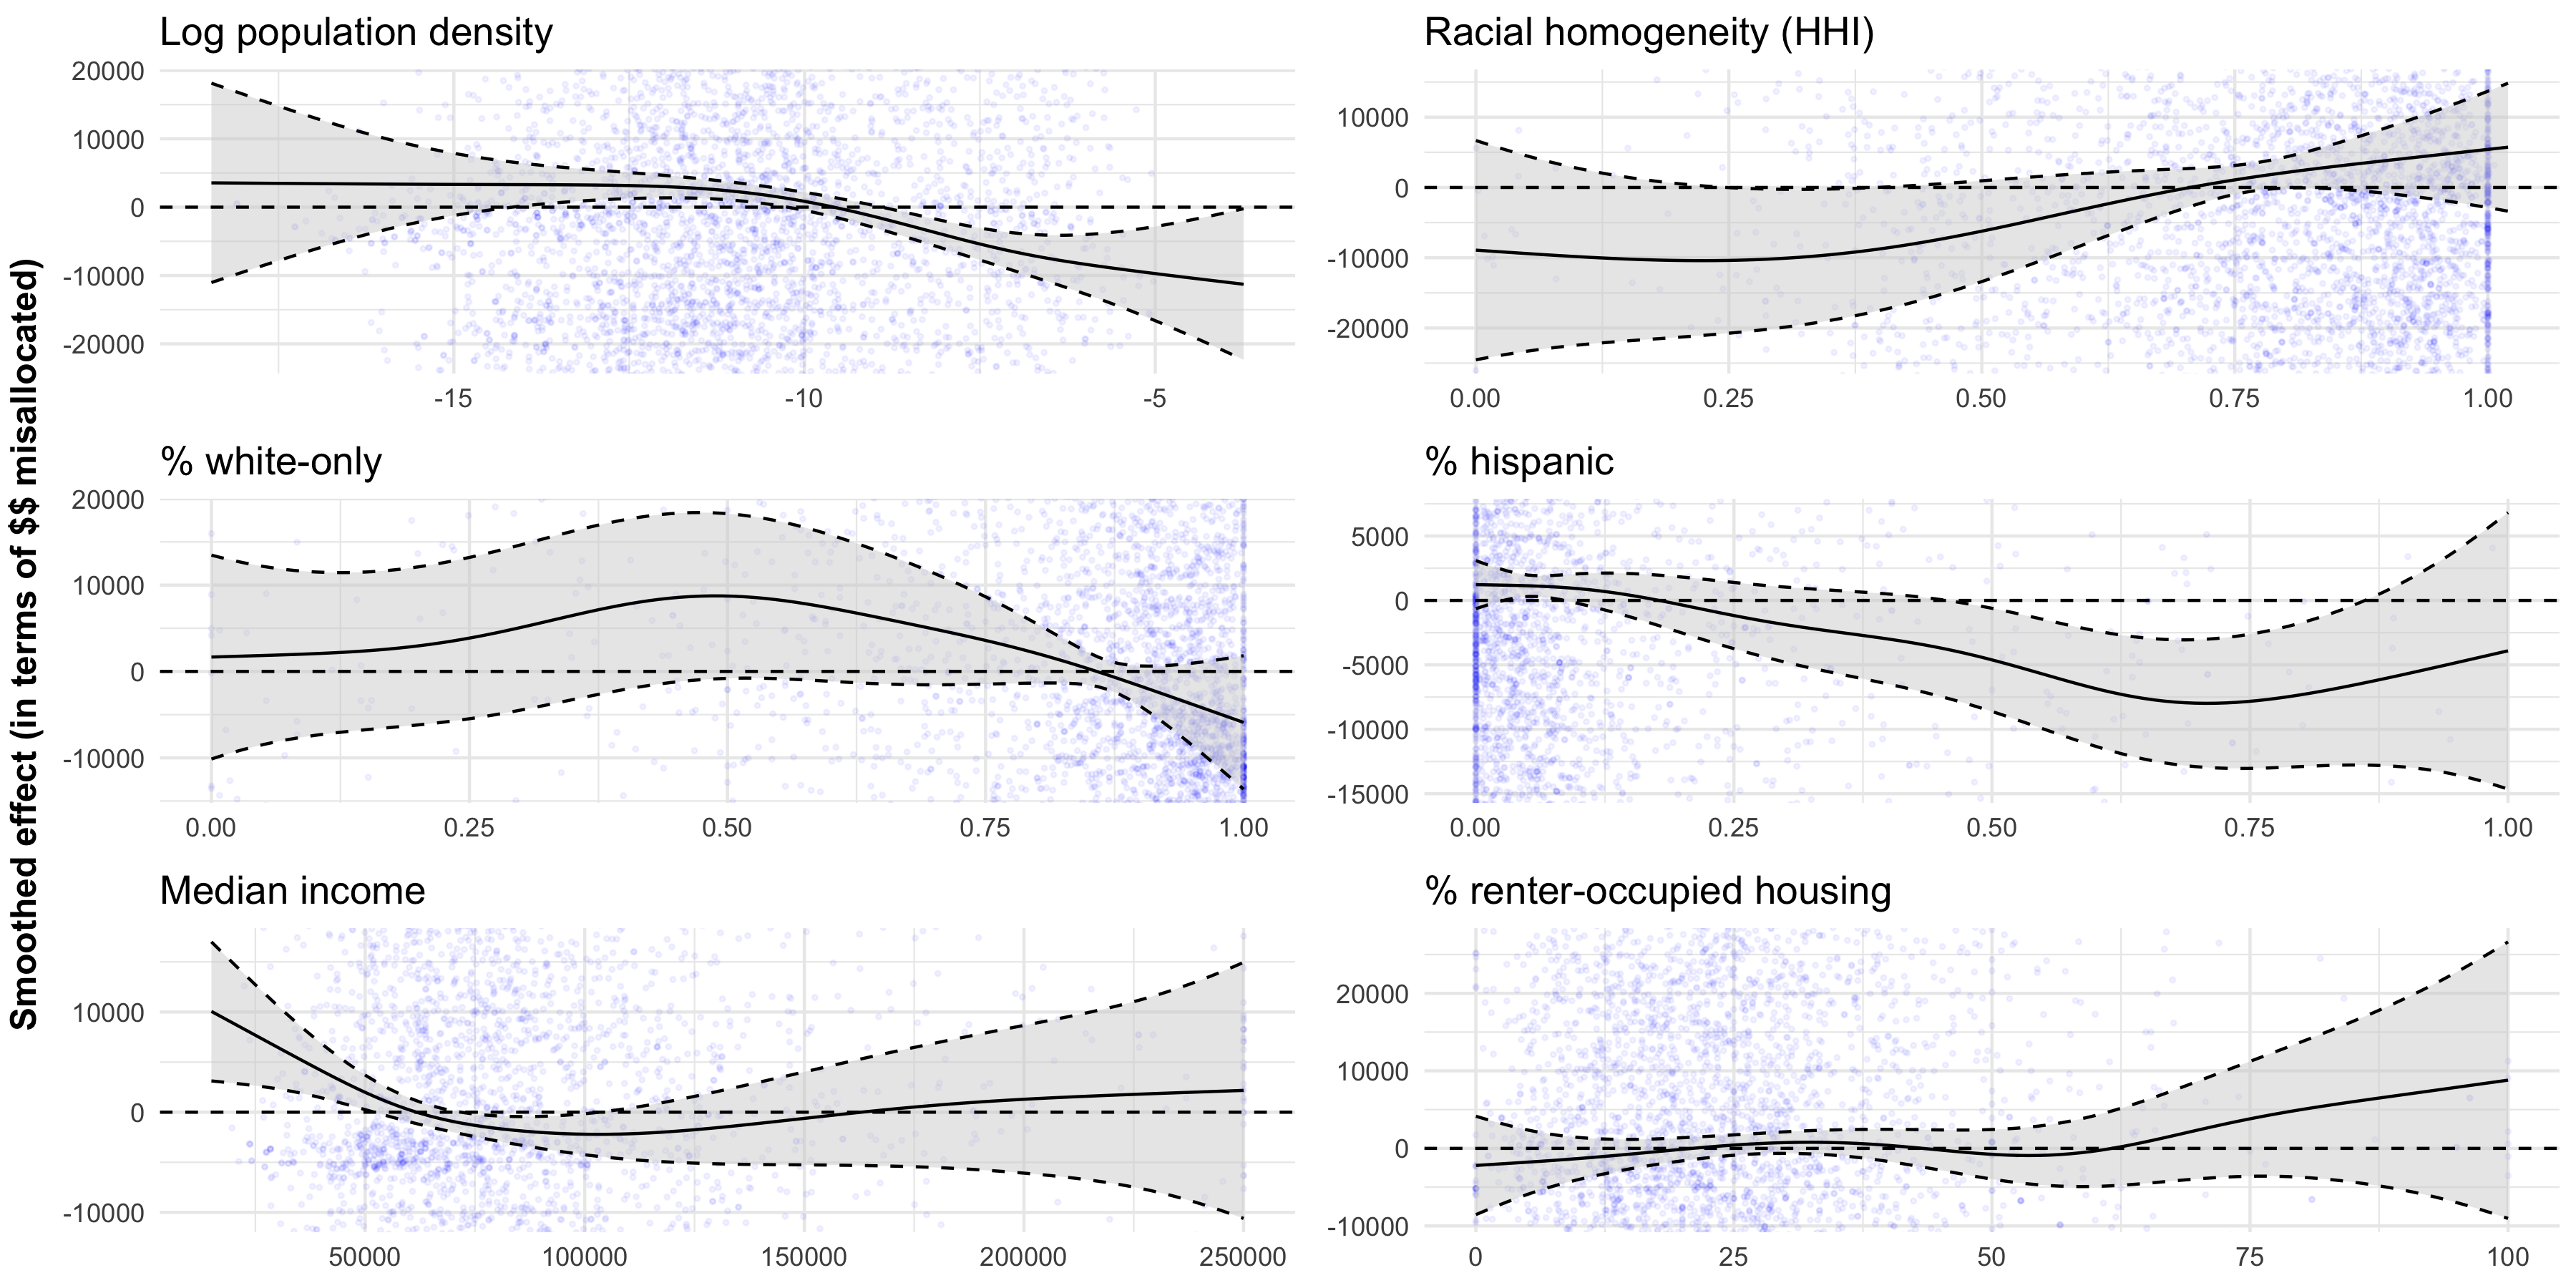 Smoothed effect (in terms of $$ misallocated)
Log population density
20000
10000
0
-10000
-20000
-15 -10 -5
Racial homogeneity (HHI)
10000
0
-10000
-20000
0.00 0.25 0.50 0.75 1.00
% white-only
20000
10000
0
-10000
0.00 0.25 0.50 0.75 1.00
% hispanic
5000
0
-5000
-10000
-15000
0.00 0.25 0.50 0.75 1.00
Median income
10000
0
-10000
50000 100000 150000 200000 250000
% renter-occupied housing
20000
10000
0
-10000
0 25 50 75 100